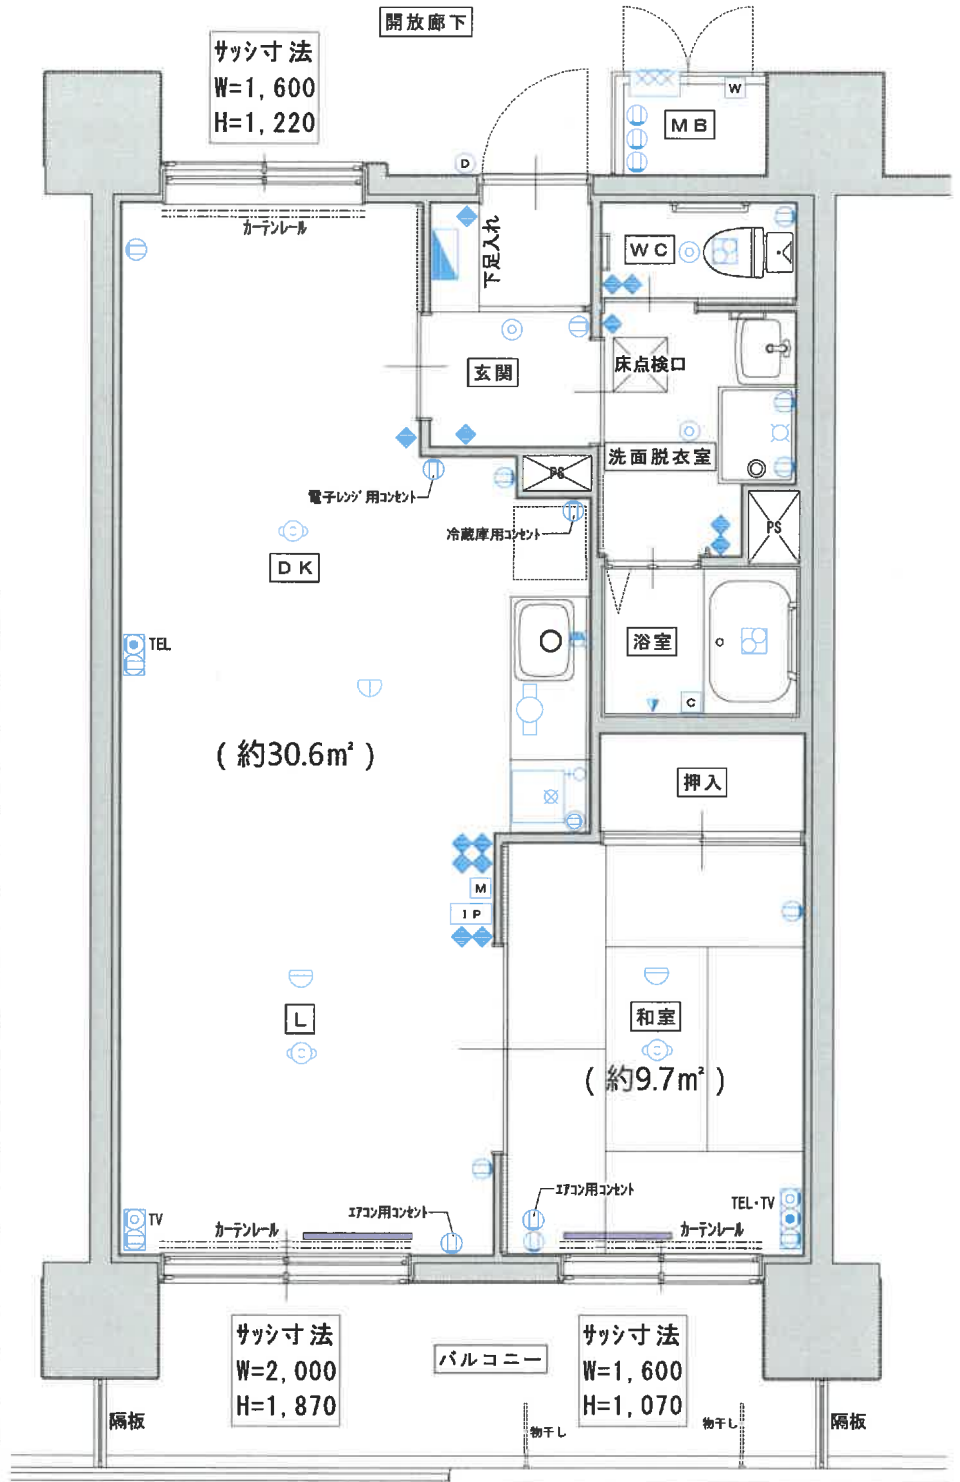 開放廊下
サッシ寸法
W=1,600
H=1,220
W
MB
D
カーテンレール
下足入れ
WC
玄関
床点検口
洗面脱衣室
PS
電子レンジ用コンセント
冷蔵庫用コンセント
PS
DK
TEL
浴室
C
(約30.6㎡)
押入
M
IP
L
和室
(約9.7㎡)
エアコン用コンセント
TEL・TV
TV
カーテンレール
エアコン用コンセント
カーテンレール
サッシ寸法
W=2,000
H=1,870
バルコニー
サッシ寸法
W=1,600
H=1,070
隔板
物干し
物干し
隔板